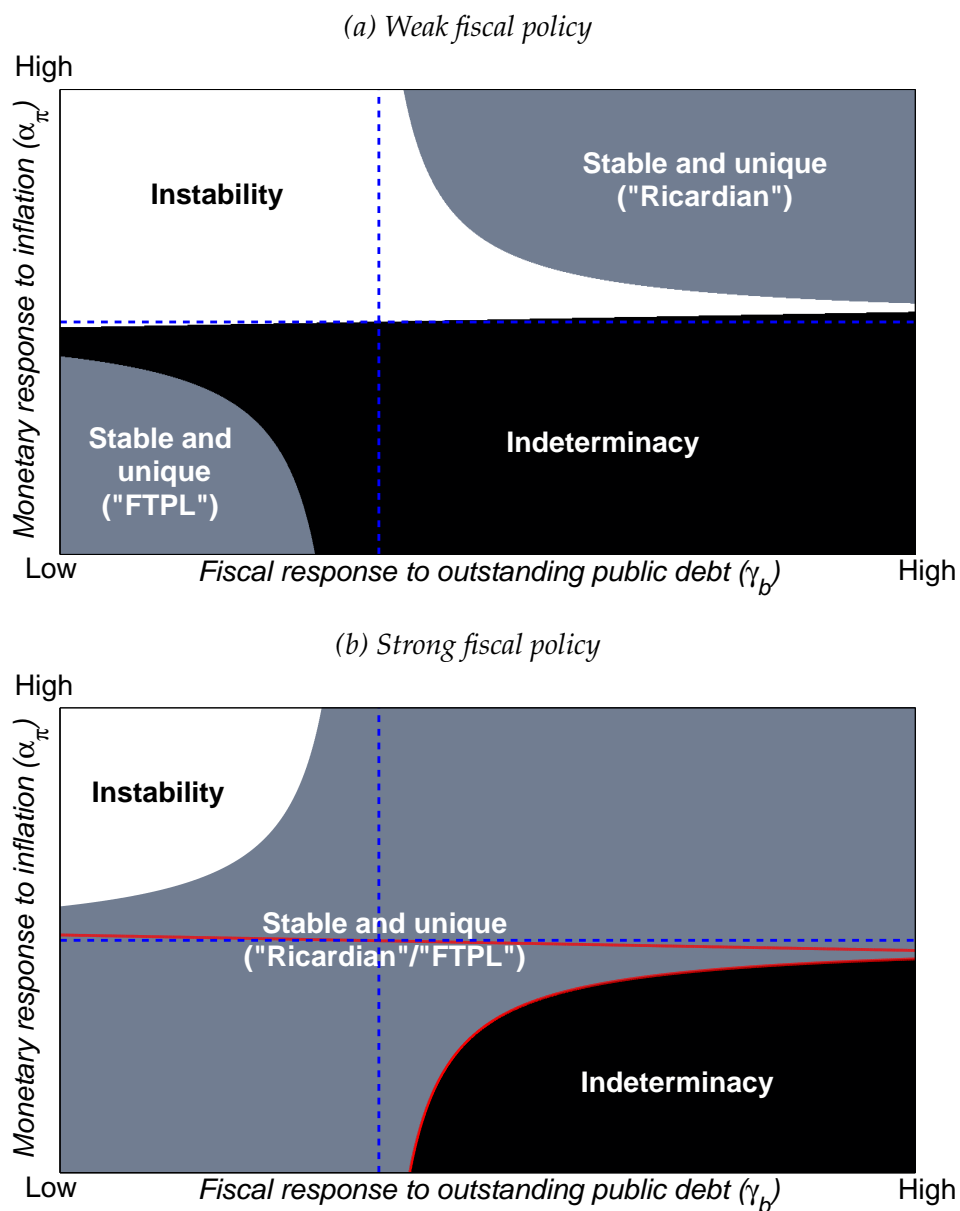 (a) Weak fiscal policy
High
Monetary response to inflation (α_π)
Instability
Stable and unique
("Ricardian")
Stable and
unique
("FTPL")
Indeterminacy
Low
Fiscal response to outstanding public debt (γ_b)
High
(b) Strong fiscal policy
High
Monetary response to inflation (α_π)
Instability
Stable and unique
("Ricardian"/"FTPL")
Indeterminacy
Low
Fiscal response to outstanding public debt (γ_b)
High